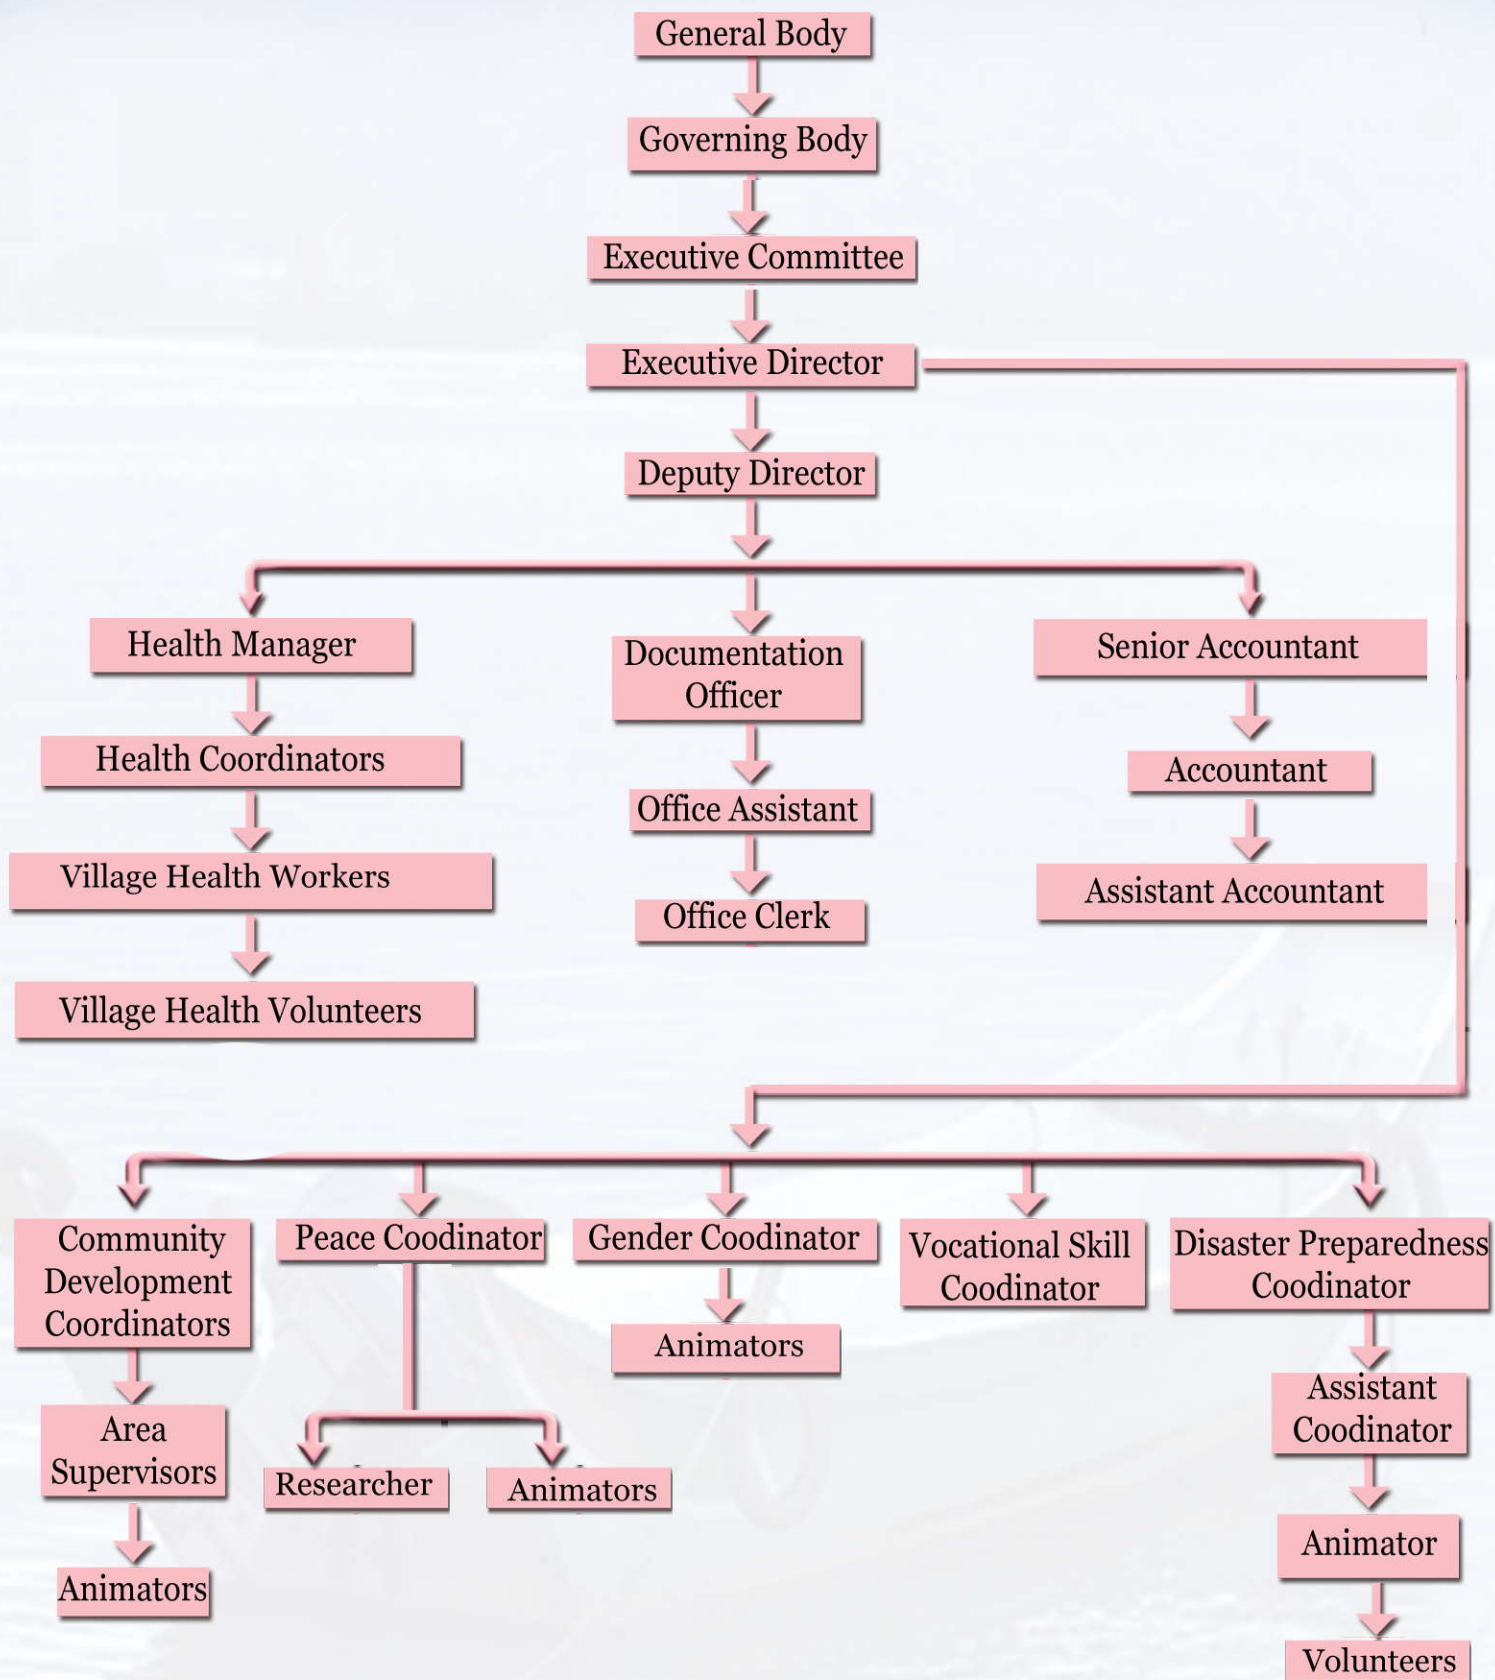 General Body
Governing Body
Executive Committee
Executive Director
Deputy Director
Health Manager
Documentation
Officer
Senior Accountant
Health Coordinators
Office Assistant
Accountant
Village Health Workers
Office Clerk
Assistant Accountant
Village Health Volunteers
Community
Development
Coordinators
Peace Coodinator
Gender Coodinator
Vocational Skill
Coodinator
Disaster Preparedness
Coodinator
Animators
Assistant
Coodinator
Area
Supervisors
Researcher
Animators
Animator
Animators
Volunteers